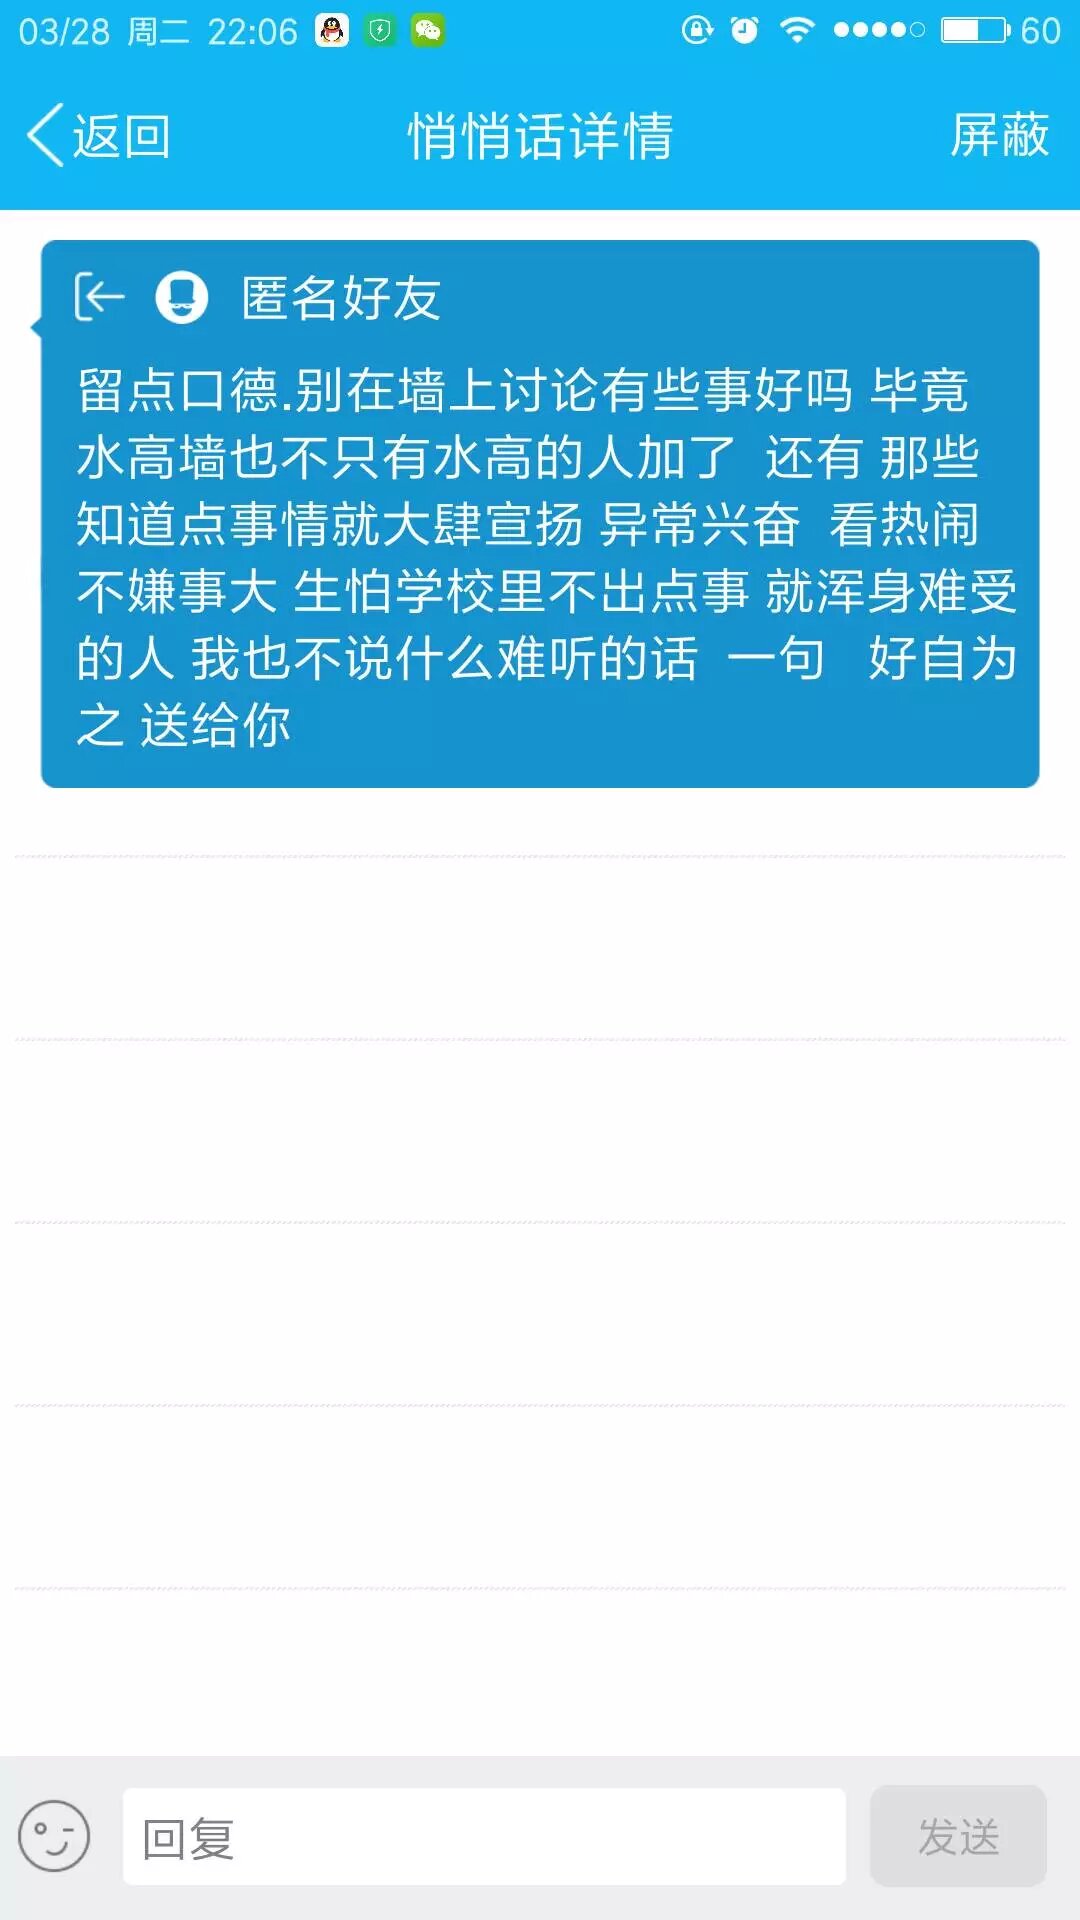 03/28 周二 22:06 60
返回 悄悄话详情 屏蔽
匿名好友
留点口德.别在墙上讨论有些事好吗 毕竟
水高墙也不只有水高的人加了 还有 那些
知道点事情就大肆宣扬 异常兴奋 看热闹
不嫌事大 生怕学校里不出点事 就浑身难受
的人 我也不说什么难听的话 一句 好自为
之 送给你
回复 发送